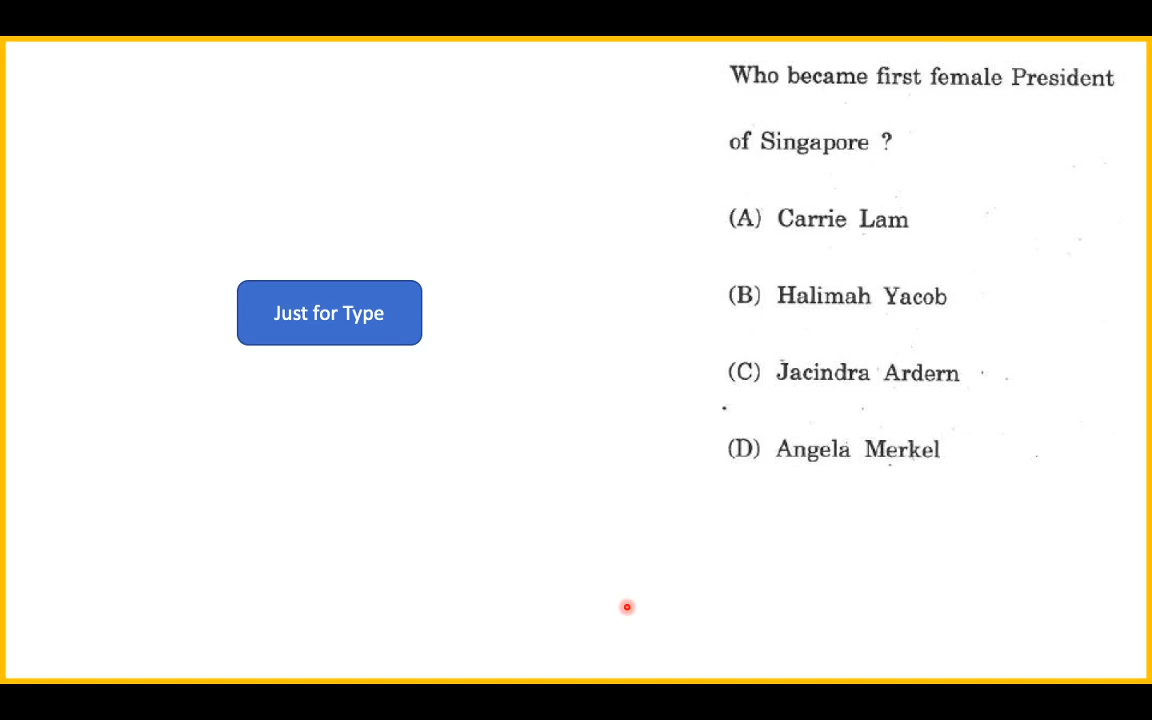 Who became first female President
of Singapore ?
(A) Carrie Lam
(B) Halimah Yacob
(C) Jacindra Ardern
(D) Angela Merkel
Just for Type